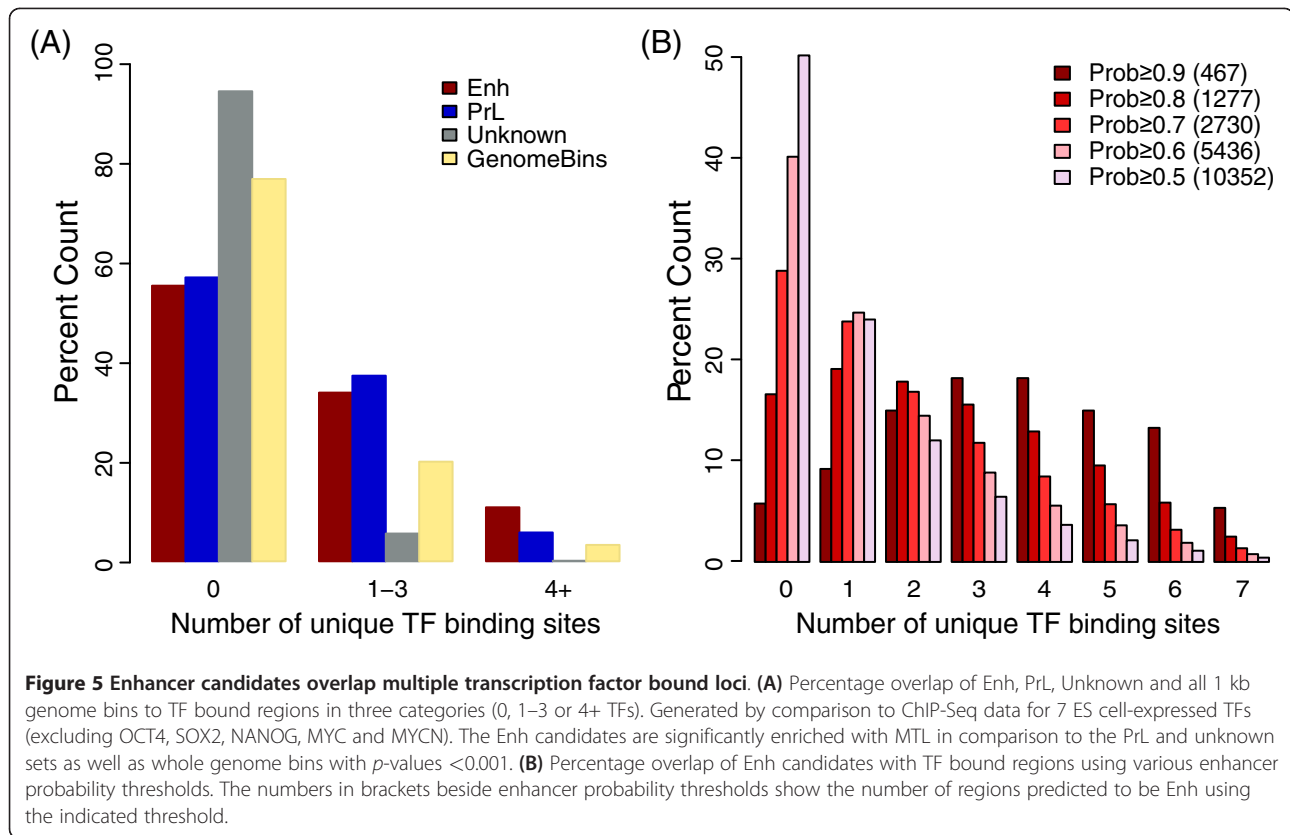 (A)
100
80
60
40
20
0
Percent Count
Enh
PrL
Unknown
GenomeBins
0
1–3
4+
Number of unique TF binding sites
(B)
50
40
30
20
10
0
Percent Count
Prob≥0.9 (467)
Prob≥0.8 (1277)
Prob≥0.7 (2730)
Prob≥0.6 (5436)
Prob≥0.5 (10352)
0
1
2
3
4
5
6
7
Number of unique TF binding sites
Figure 5 Enhancer candidates overlap multiple transcription factor bound loci. (A) Percentage overlap of Enh, PrL, Unknown and all 1 kb
genome bins to TF bound regions in three categories (0, 1–3 or 4+ TFs). Generated by comparison to ChIP-Seq data for 7 ES cell-expressed TFs
(excluding OCT4, SOX2, NANOG, MYC and MYCN). The Enh candidates are significantly enriched with MTL in comparison to the PrL and unknown
sets as well as whole genome bins with p-values <0.001. (B) Percentage overlap of Enh candidates with TF bound regions using various enhancer
probability thresholds. The numbers in brackets beside enhancer probability thresholds show the number of regions predicted to be Enh using
the indicated threshold.